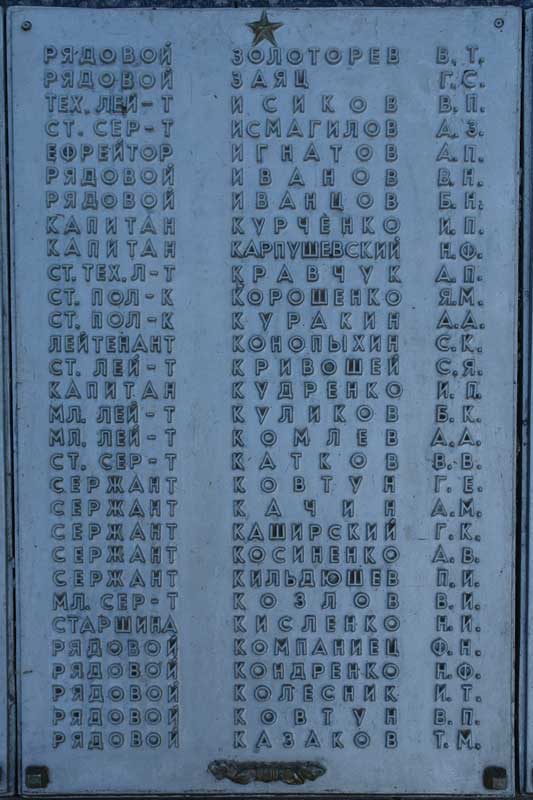 РЯДОВОЙ ЗОЛОТОРЕВ В. Т.
РЯДОВОЙ ЗАЯЦ Г. С.
ТЕХ. ЛЕЙ-Т ИСИКОВ В. П.
СТ. СЕР-Т ИСМАГИЛОВ А. З.
ЕФРЕЙТОР ИГНАТОВ А. П.
РЯДОВОЙ ИВАНОВ В. Н.
РЯДОВОЙ ИВАНЦОВ Б. Н.
КАПИТАН КУРЧЕНКО И. П.
КАПИТАН КАРПУШЕВСКИЙ Н. Ф.
СТ. ТЕХ. Л-Т КРАВЧУК А. П.
СТ. ПОЛ-К КОРОШЕНКО Я. М.
СТ. ПОЛ-К КУРАКИН А. А.
ЛЕЙТЕНАНТ КОНОПЫХИН С. К.
СТ. ЛЕЙ-Т КРИВОШЕЙ С. Я.
КАПИТАН КУДРЕНКО И. П.
МЛ. ЛЕЙ-Т КУЛИКОВ Б. К.
МЛ. ЛЕЙ-Т КОМЛЕВ А. А.
СТ. СЕР-Т КАТКОВ В. В.
СЕРЖАНТ КОВТУН Г. Е.
СЕРЖАНТ КАЧИН А. М.
СЕРЖАНТ КАШИРСКИЙ Г. К.
СЕРЖАНТ КОСИНЕНКО А. В.
СЕРЖАНТ КИЛЬДЮШЕВ П. И.
МЛ. СЕР-Т КОЗЛОВ В. И.
СТАРШИНА КИСЛЕНКО Н. И.
РЯДОВОЙ КОМПАНИЕЦ Ф. Н.
РЯДОВОЙ КОНДРЕНКО Н. Ф.
РЯДОВОЙ КОЛЕСНИК И. Т.
РЯДОВОЙ КОВТУН В. П.
РЯДОВОЙ КАЗАКОВ Т. М.